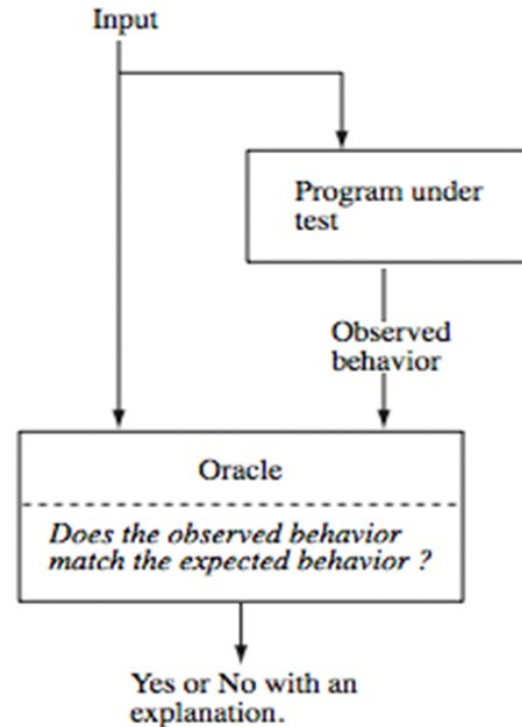 Input
Program under
test
Observed
behavior
Oracle
Does the observed behavior
match the expected behavior ?
Yes or No with an
explanation.